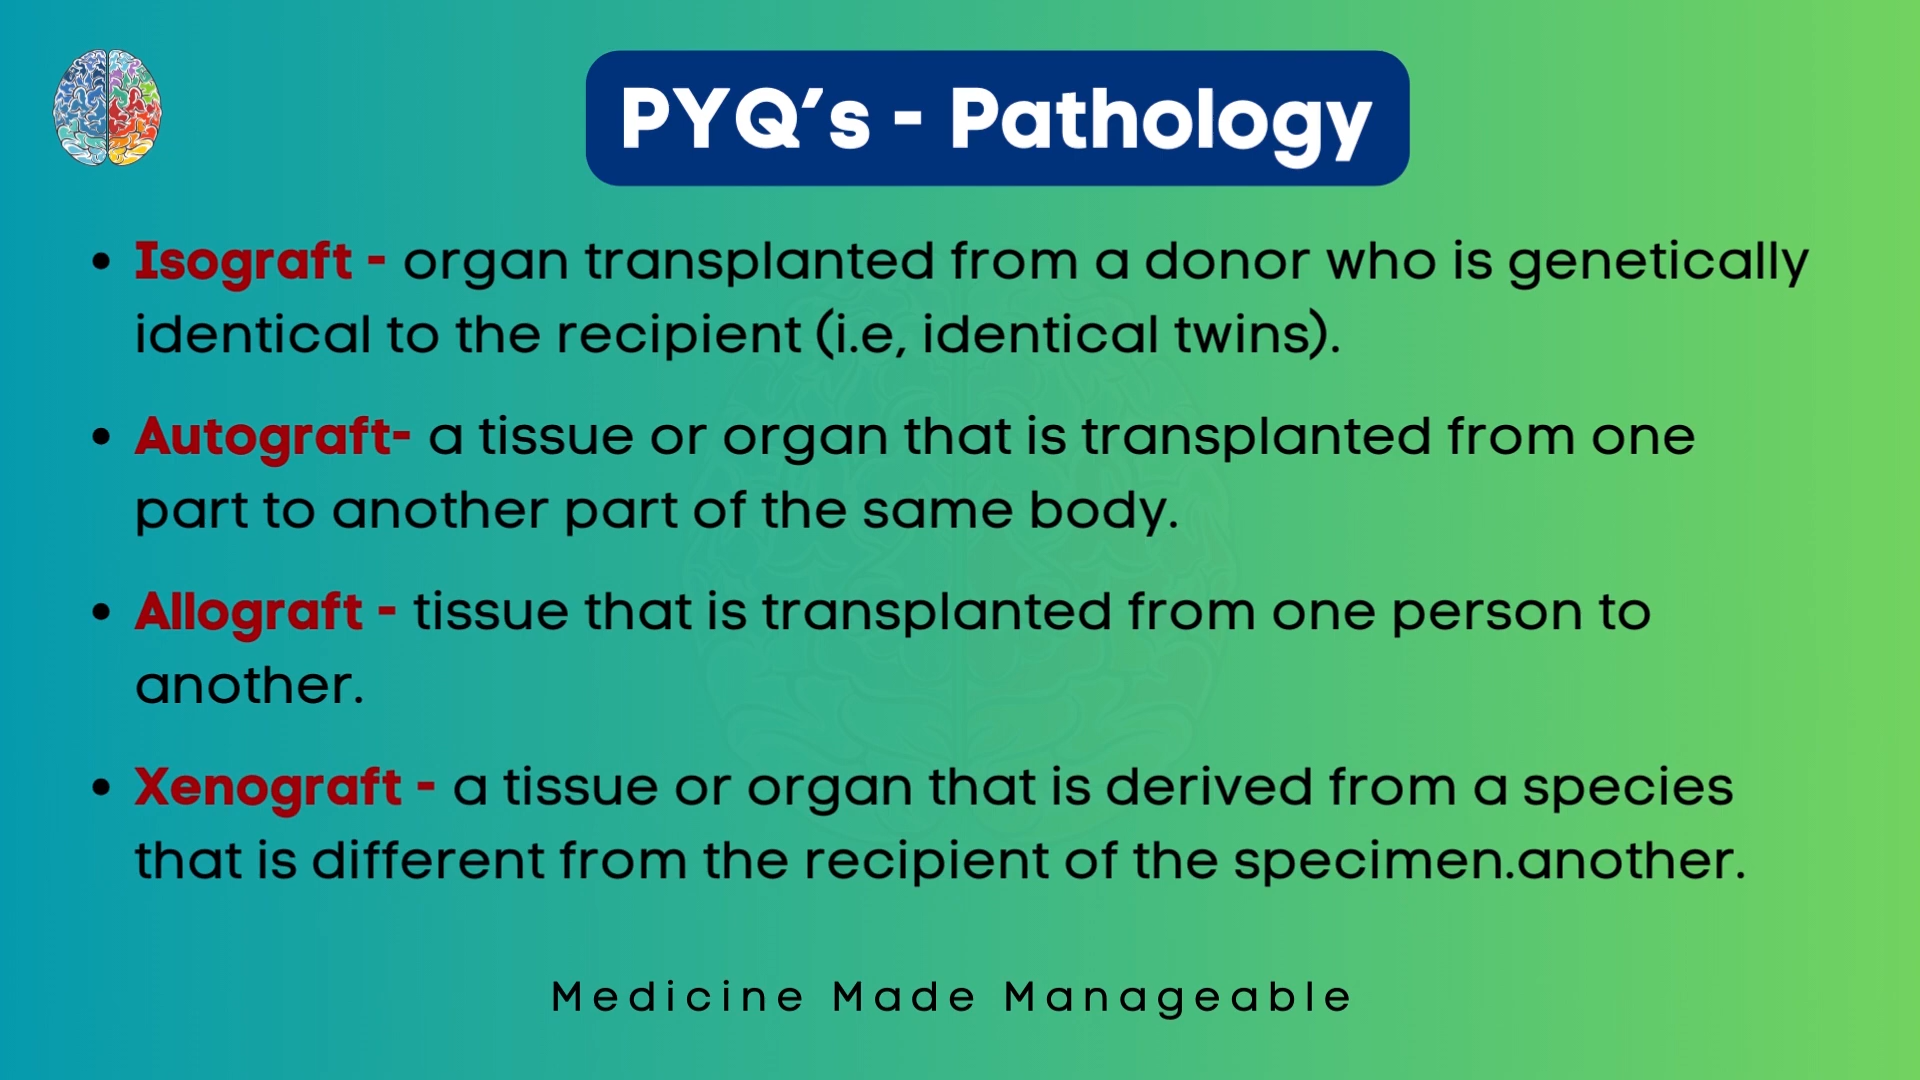 PYQ’s - Pathology
• Isograft - organ transplanted from a donor who is genetically
identical to the recipient (i.e, identical twins).
• Autograft- a tissue or organ that is transplanted from one
part to another part of the same body.
• Allograft - tissue that is transplanted from one person to
another.
• Xenograft - a tissue or organ that is derived from a species
that is different from the recipient of the specimen.another.
Medicine Made Manageable